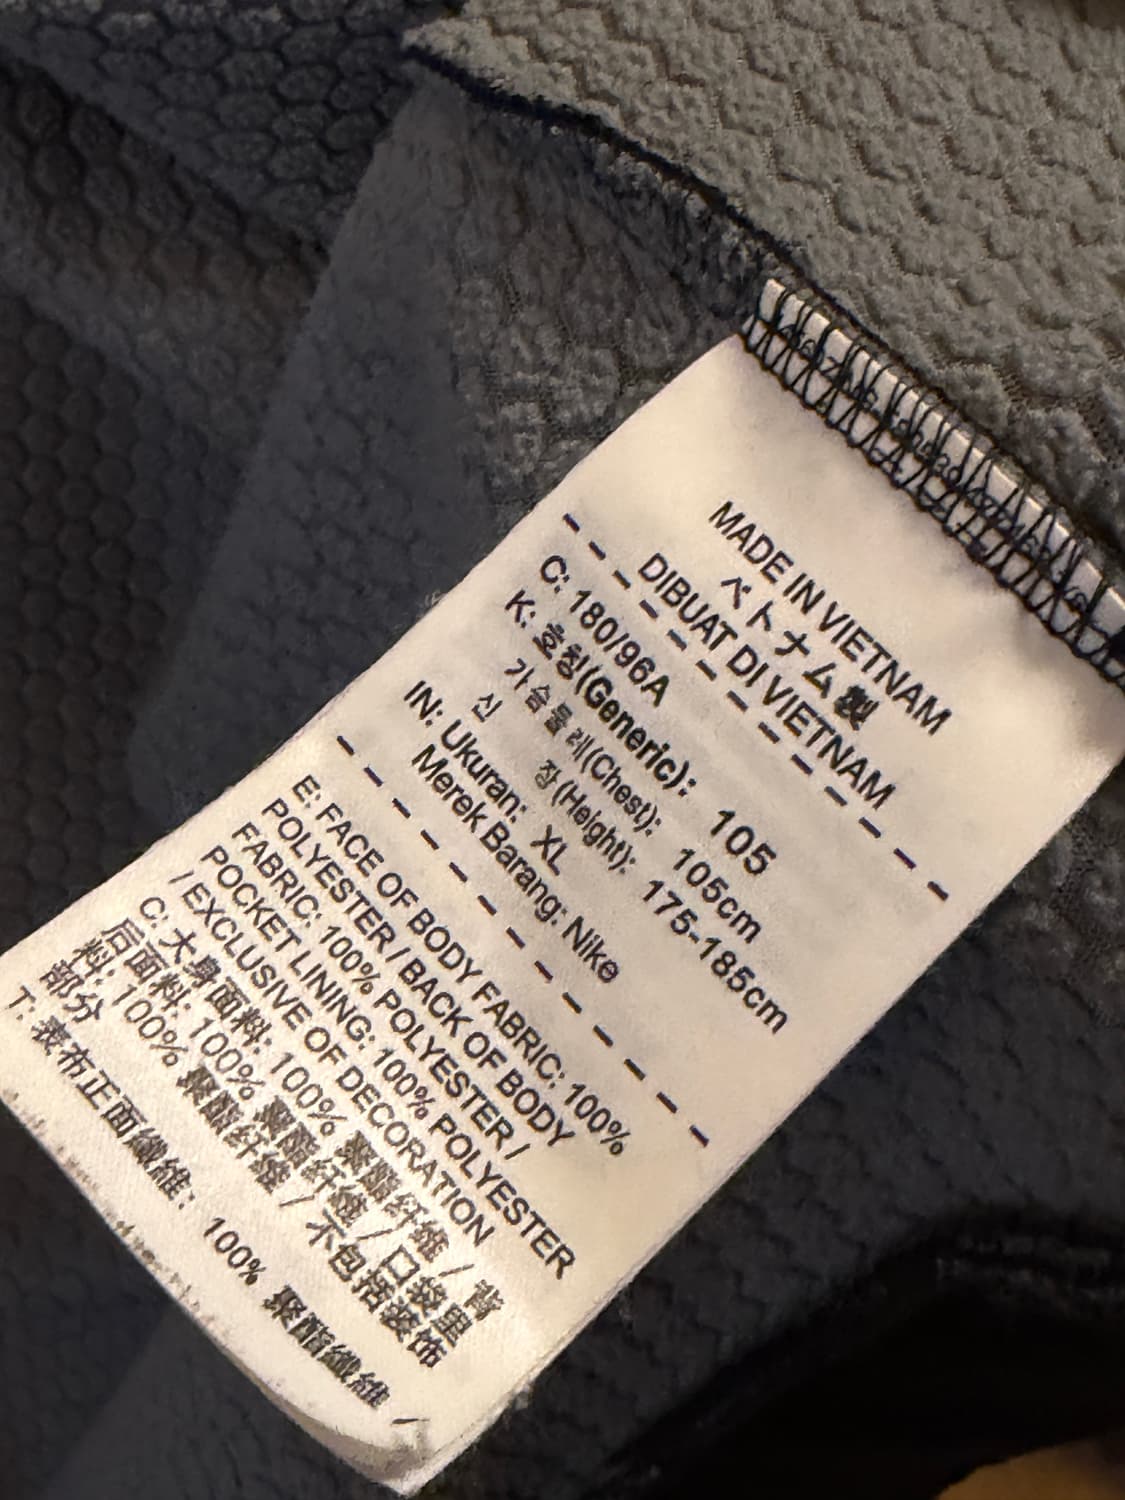 MADE IN VIETNAM
ベトナム製
DIBUAT DI VIETNAM
C: 180/96A
K: 호칭(Generic): 105
가슴둘레(Chest): 105cm
신 장(Height): 175-185cm
IN: Ukuran: XL
Merek Barang: Nike
E: FACE OF BODY FABRIC: 100%
POLYESTER / BACK OF BODY
FABRIC: 100% POLYESTER /
POCKET LINING: 100% POLYESTER
/ EXCLUSIVE OF DECORATION
C: 大身面料: 100% 聚酯纤维 / 背
后面料: 100% 聚酯纤维 / 口袋里
料: 100% 聚酯纤维 / 不包括装饰
部分
T: 表布正面纖維: 100% 聚酯纖維 /